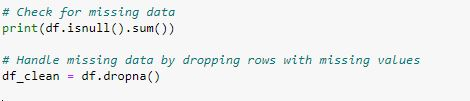 # Check for missing data
print(df.isnull().sum())
# Handle missing data by dropping rows with missing values
df_clean = df.dropna()